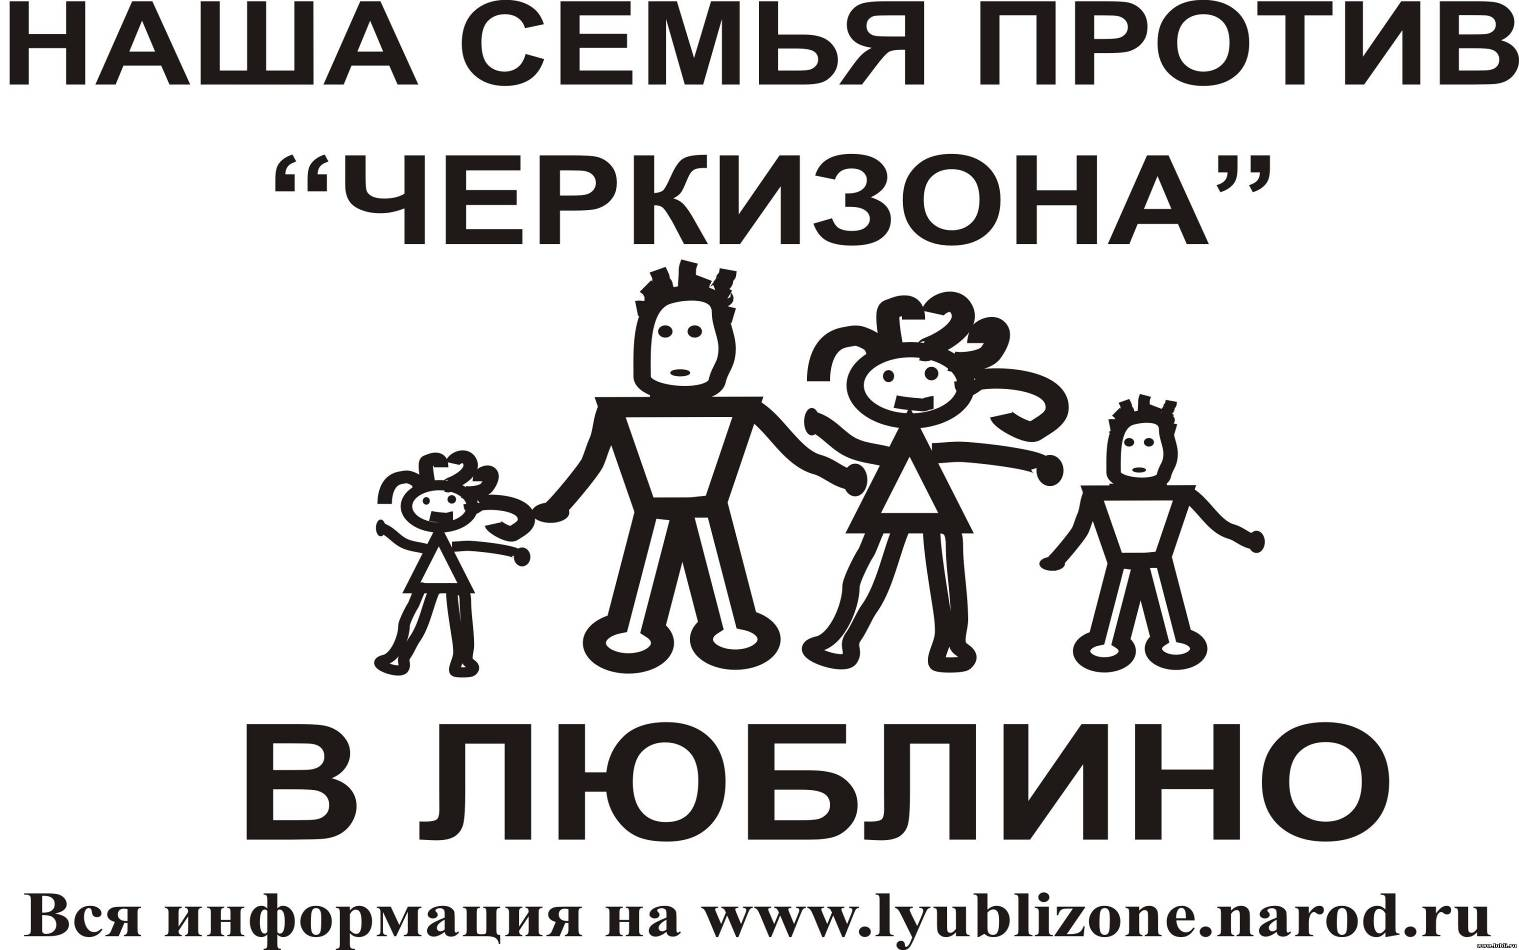 НАША СЕМЬЯ ПРОТИВ
“ЧЕРКИЗОНА”
В ЛЮБЛИНО
Вся информация на www.lyublizone.narod.ru